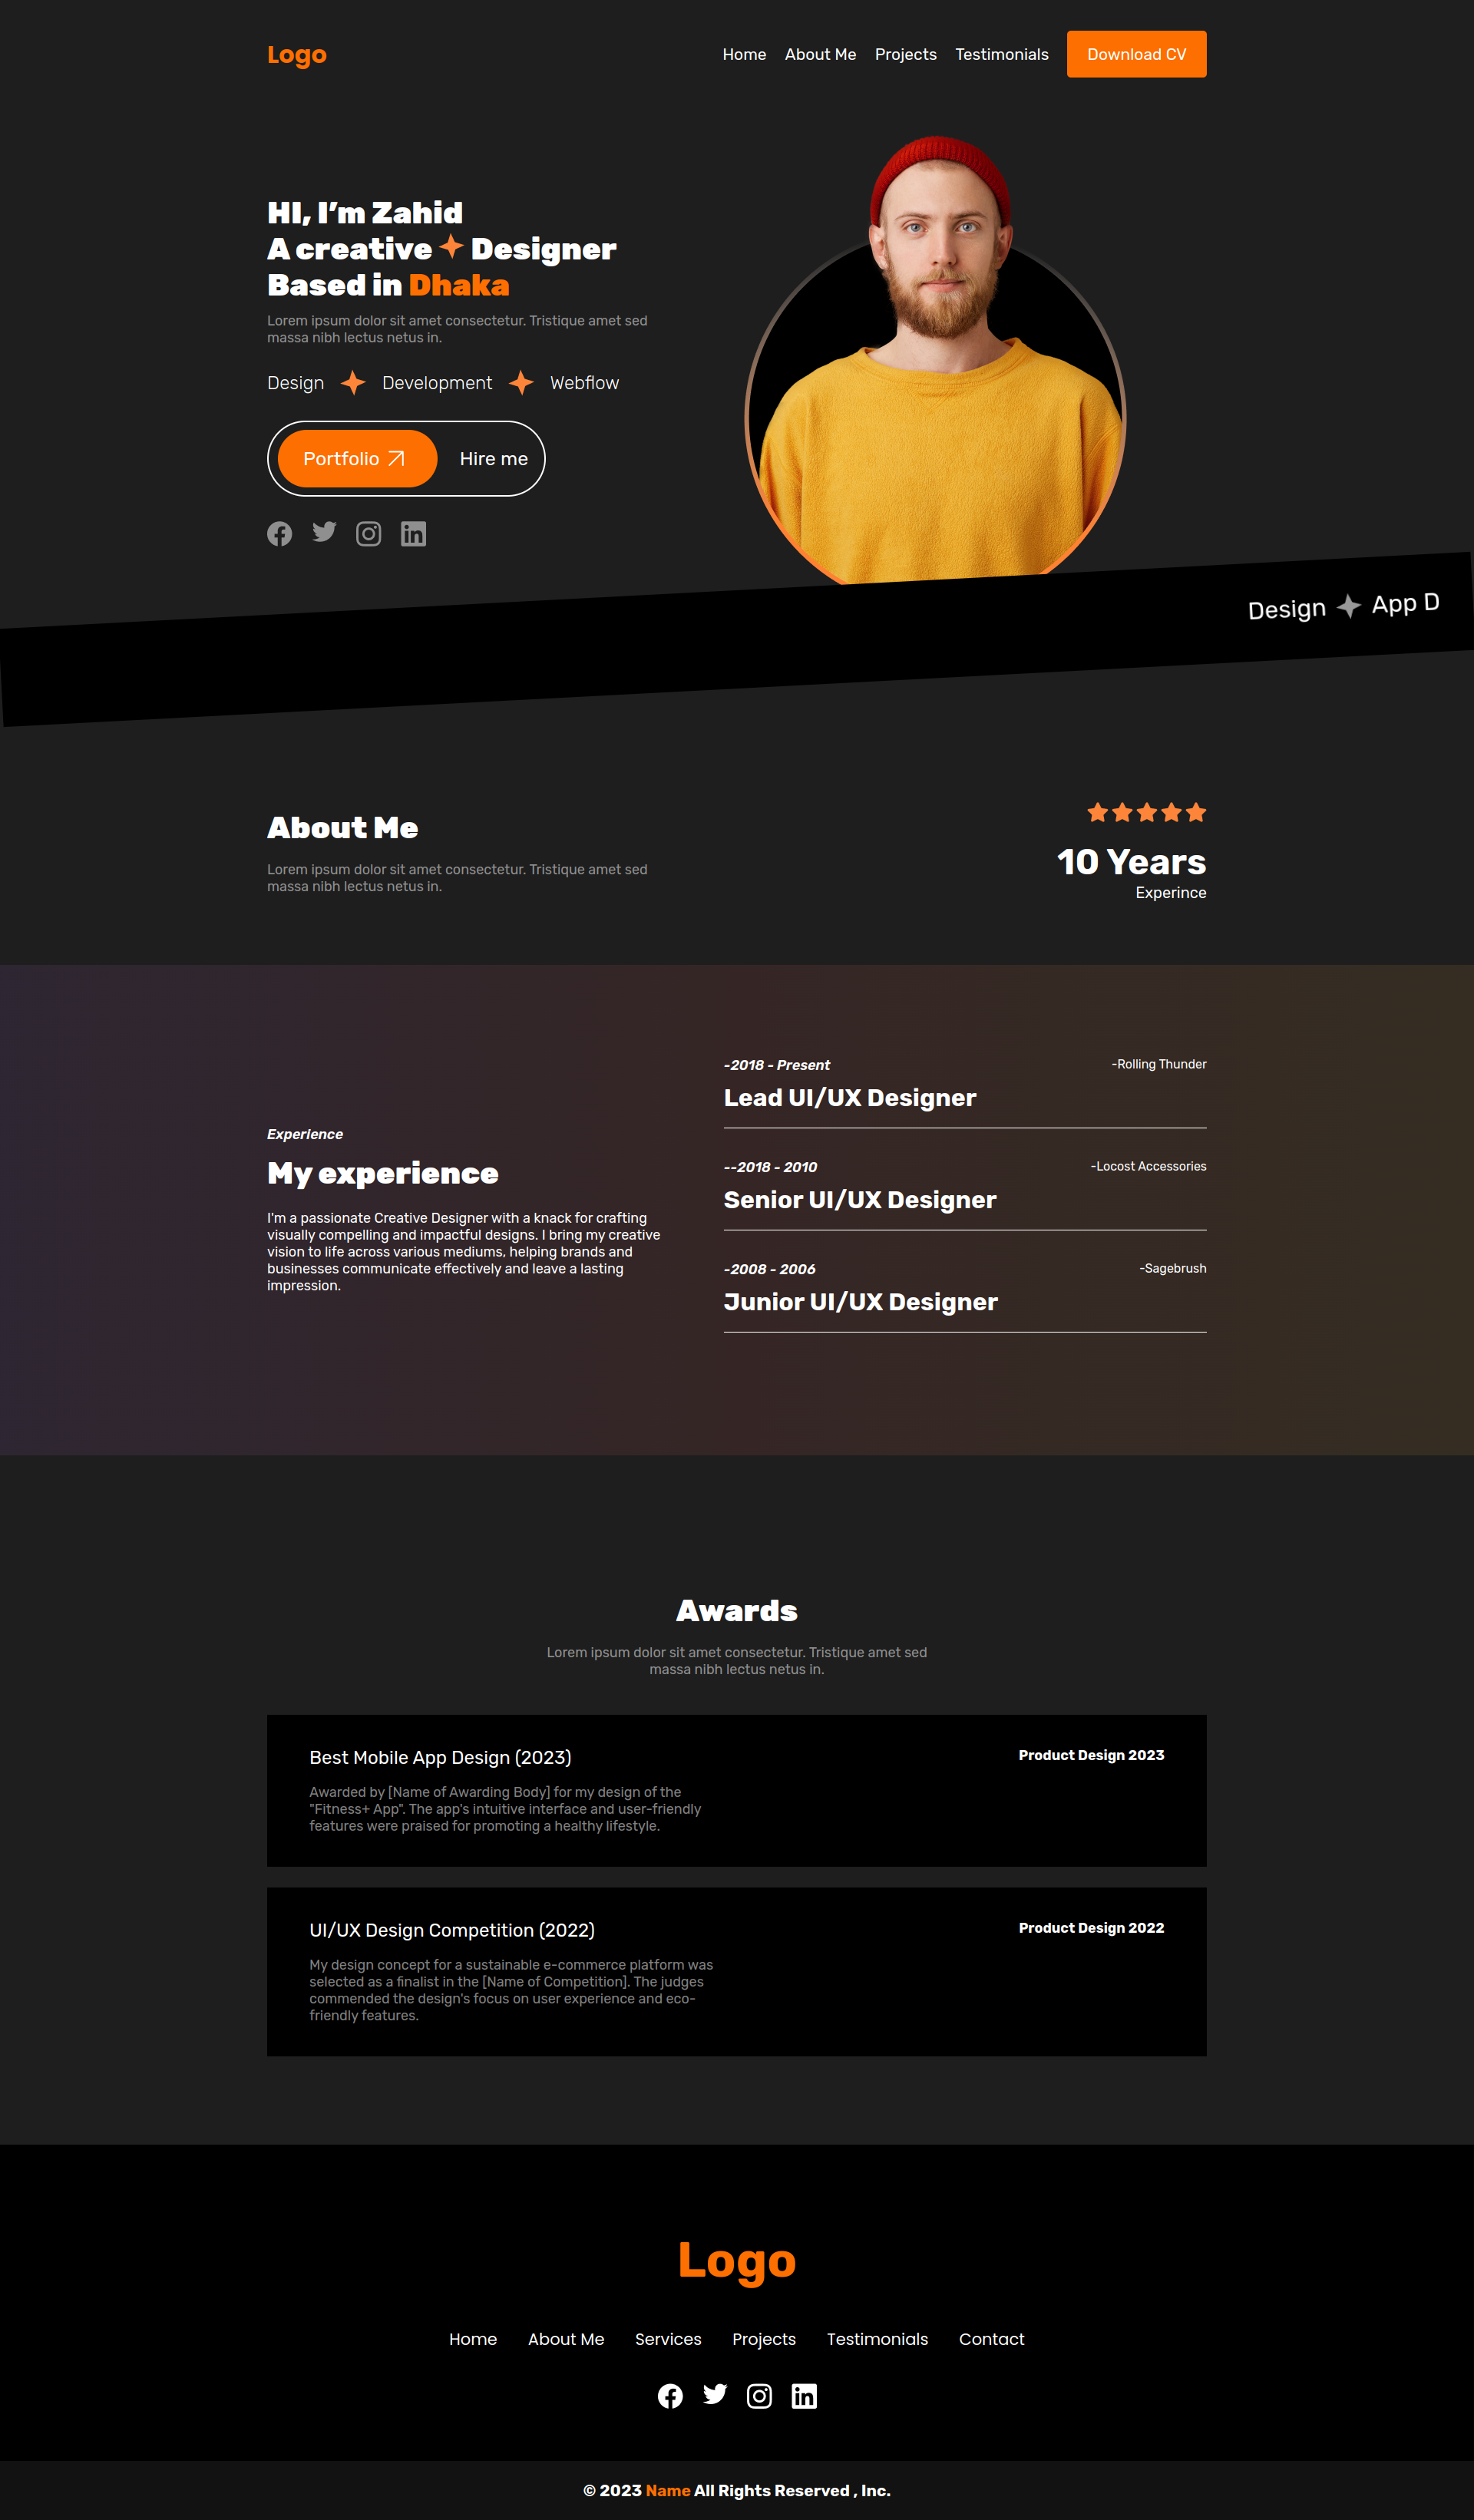 Logo
Home About Me Projects Testimonials Download CV
HI, I’m Zahid
A creative Designer
Based in Dhaka
Lorem ipsum dolor sit amet consectetur. Tristique amet sed
massa nibh lectus netus in.
Design Development Webflow
Portfolio Hire me
Design App D
About Me
Lorem ipsum dolor sit amet consectetur. Tristique amet sed
massa nibh lectus netus in.
10 Years
Experince
Experience
My experience
I'm a passionate Creative Designer with a knack for crafting
visually compelling and impactful designs. I bring my creative
vision to life across various mediums, helping brands and
businesses communicate effectively and leave a lasting
impression.
-2018 - Present -Rolling Thunder
Lead UI/UX Designer
--2018 - 2010 -Locost Accessories
Senior UI/UX Designer
-2008 - 2006 -Sagebrush
Junior UI/UX Designer
Awards
Lorem ipsum dolor sit amet consectetur. Tristique amet sed
massa nibh lectus netus in.
Best Mobile App Design (2023) Product Design 2023
Awarded by [Name of Awarding Body] for my design of the
"Fitness+ App". The app's intuitive interface and user-friendly
features were praised for promoting a healthy lifestyle.
UI/UX Design Competition (2022) Product Design 2022
My design concept for a sustainable e-commerce platform was
selected as a finalist in the [Name of Competition]. The judges
commended the design's focus on user experience and eco-
friendly features.
Logo
Home About Me Services Projects Testimonials Contact
© 2023 Name All Rights Reserved , Inc.